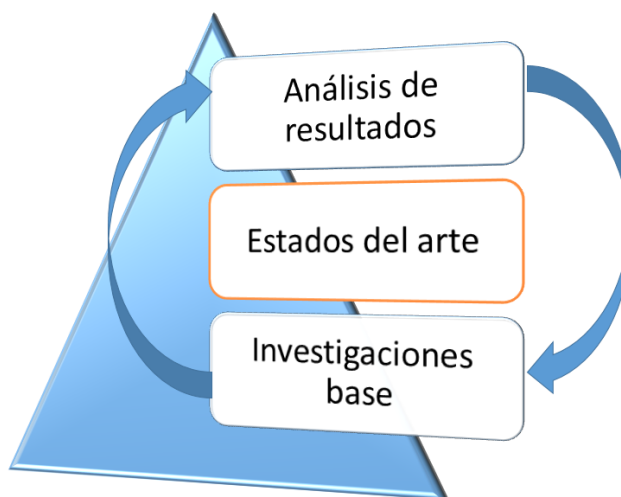 Análisis de
resultados
Estados del arte
Investigaciones
base